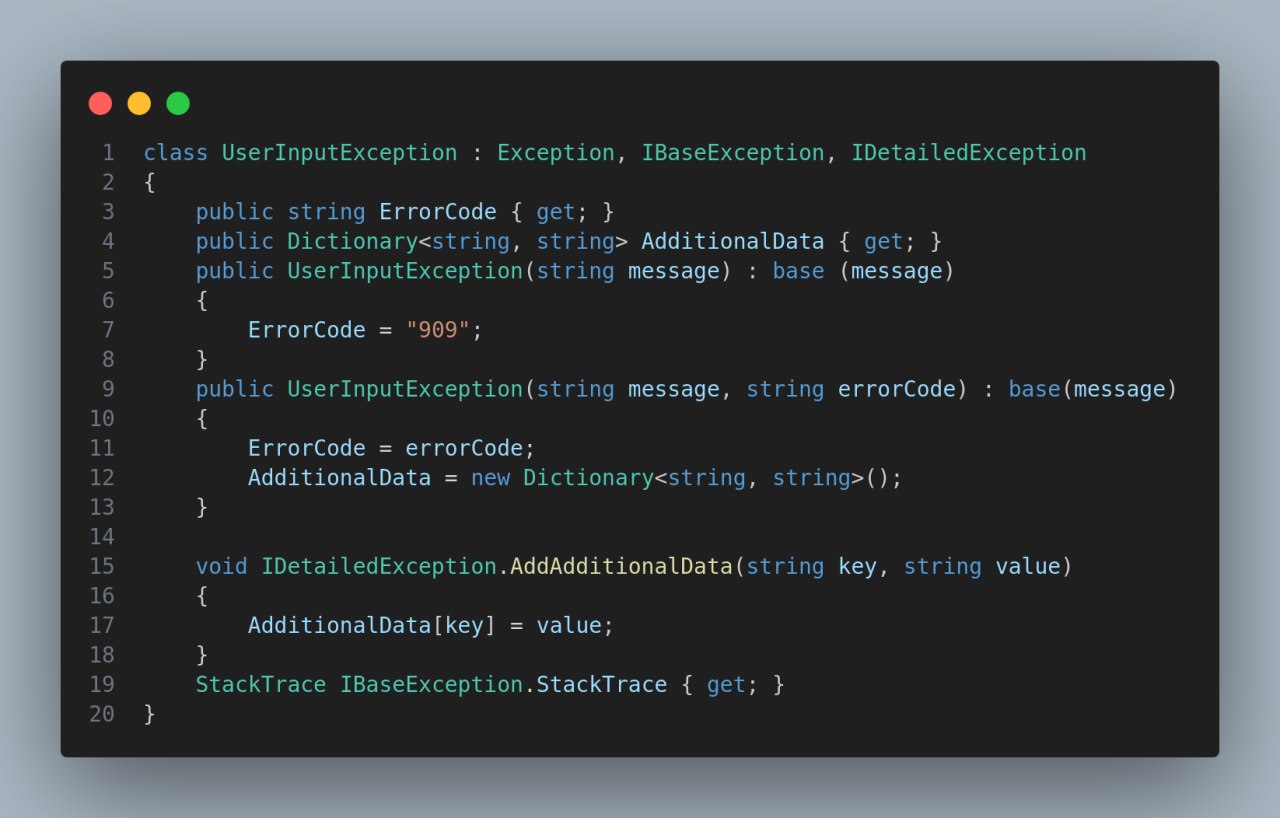 1 class UserInputException : Exception, IBaseException, IDetailedException
2 {
3     public string ErrorCode { get; }
4     public Dictionary<string, string> AdditionalData { get; }
5     public UserInputException(string message) : base (message)
6     {
7         ErrorCode = "909";
8     }
9     public UserInputException(string message, string errorCode) : base(message)
10     {
11         ErrorCode = errorCode;
12         AdditionalData = new Dictionary<string, string>();
13     }
14
15     void IDetailedException.AddAdditionalData(string key, string value)
16     {
17         AdditionalData[key] = value;
18     }
19     StackTrace IBaseException.StackTrace { get; }
20 }